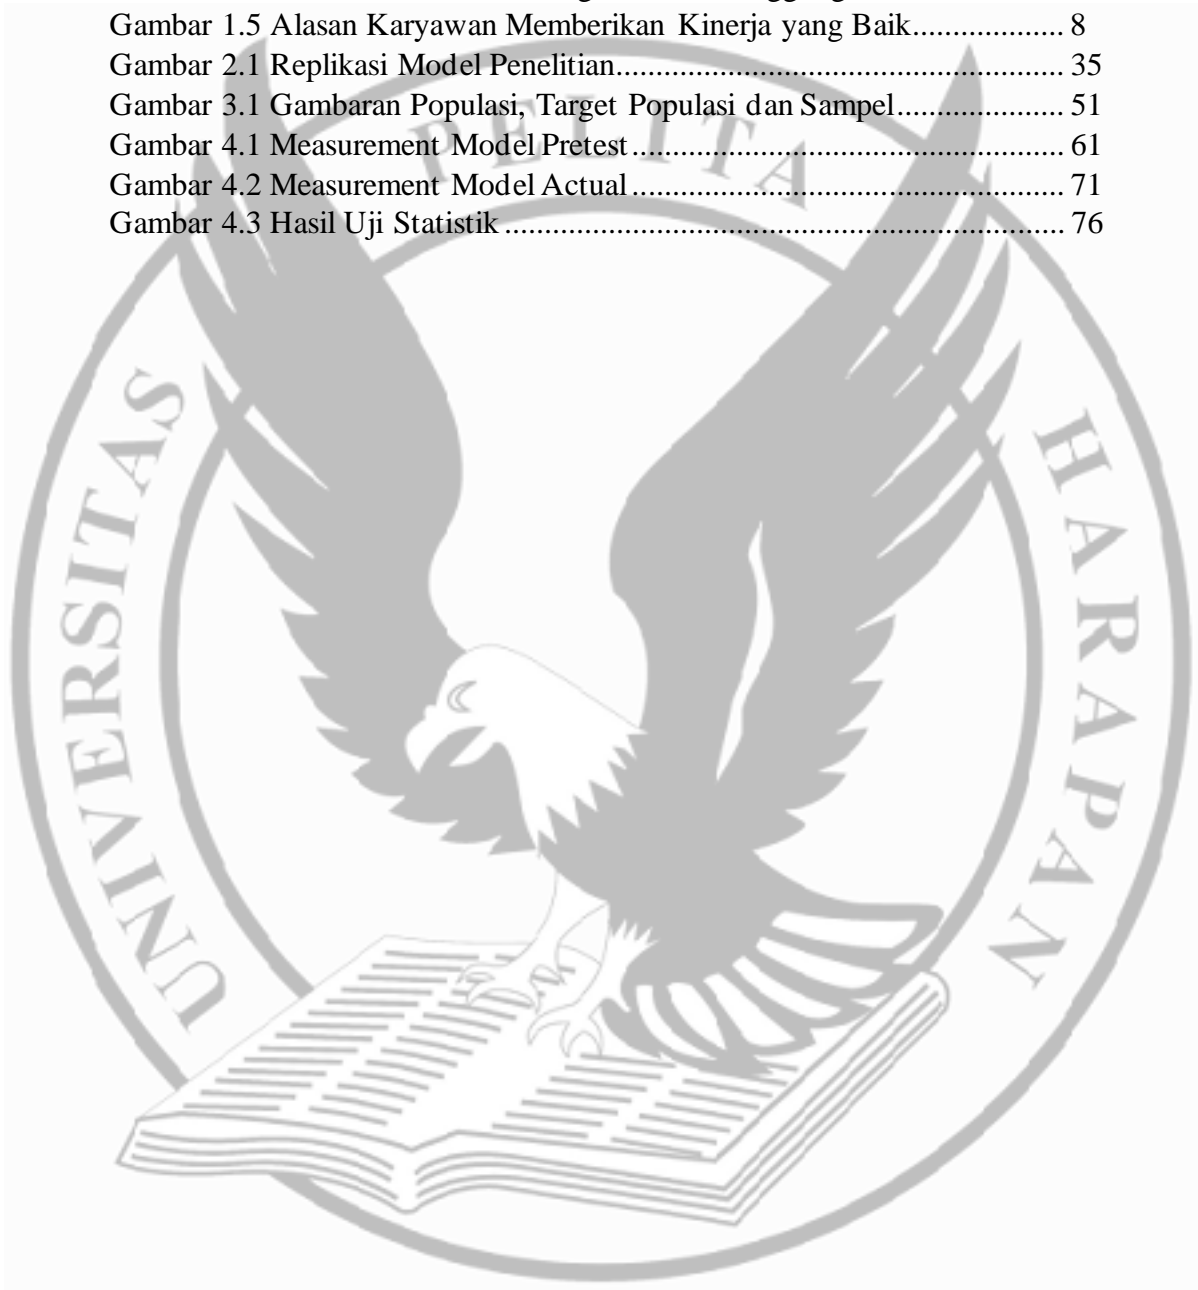 Gambar 1.5 Alasan Karyawan Memberikan Kinerja yang Baik................... 8
Gambar 2.1 Replikasi Model Penelitian....................................................... 35
Gambar 3.1 Gambaran Populasi, Target Populasi dan Sampel.................... 51
Gambar 4.1 Measurement Model Pretest..................................................... 61
Gambar 4.2 Measurement Model Actual..................................................... 71
Gambar 4.3 Hasil Uji Statistik..................................................................... 76
UNIVERSITAS PELITA HARAPAN